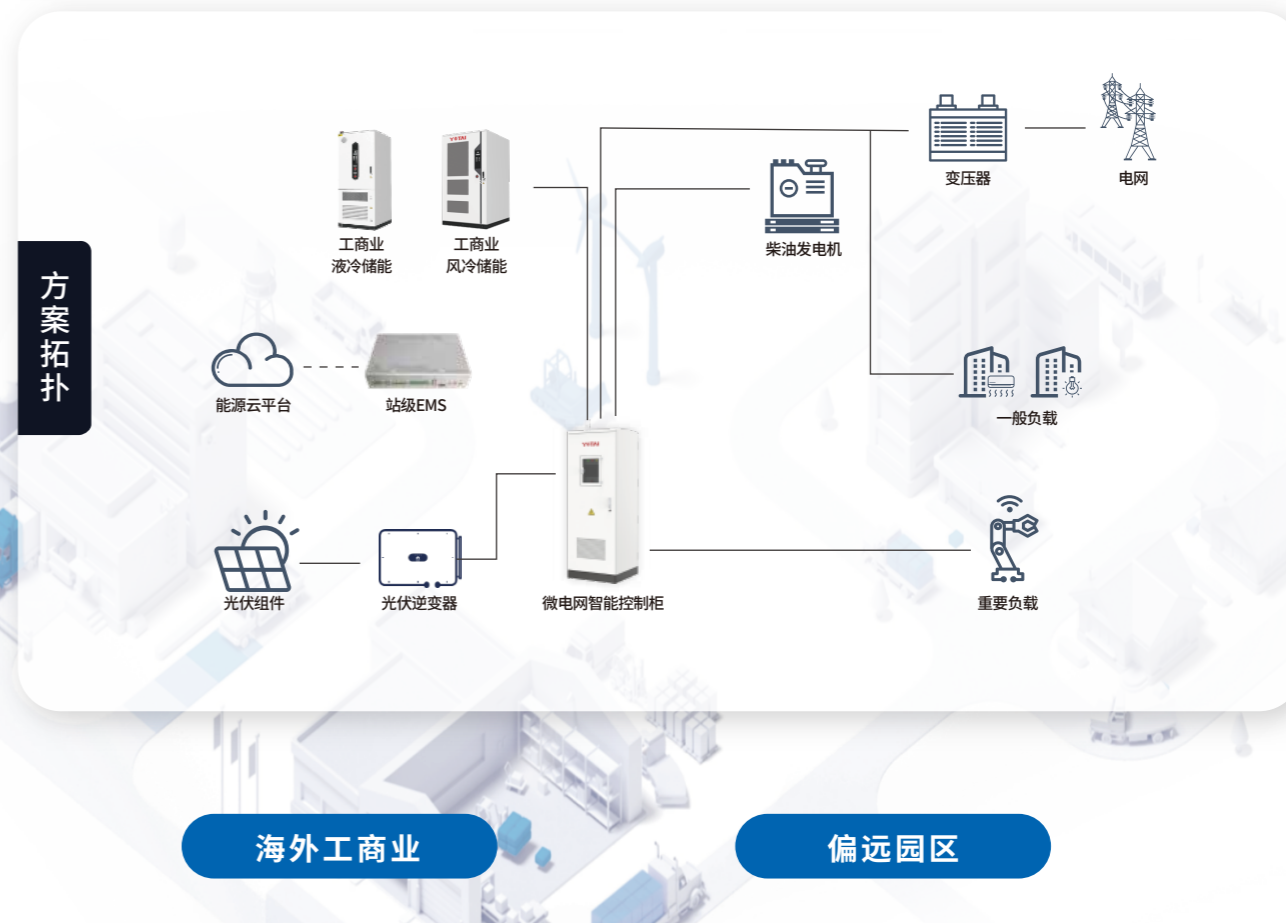 方案拓扑
变压器
电网
柴油发电机
工商业
液冷储能
工商业
风冷储能
能源云平台
站级EMS
一般负载
光伏组件
光伏逆变器
微电网智能控制柜
重要负载
海外工商业
偏远园区